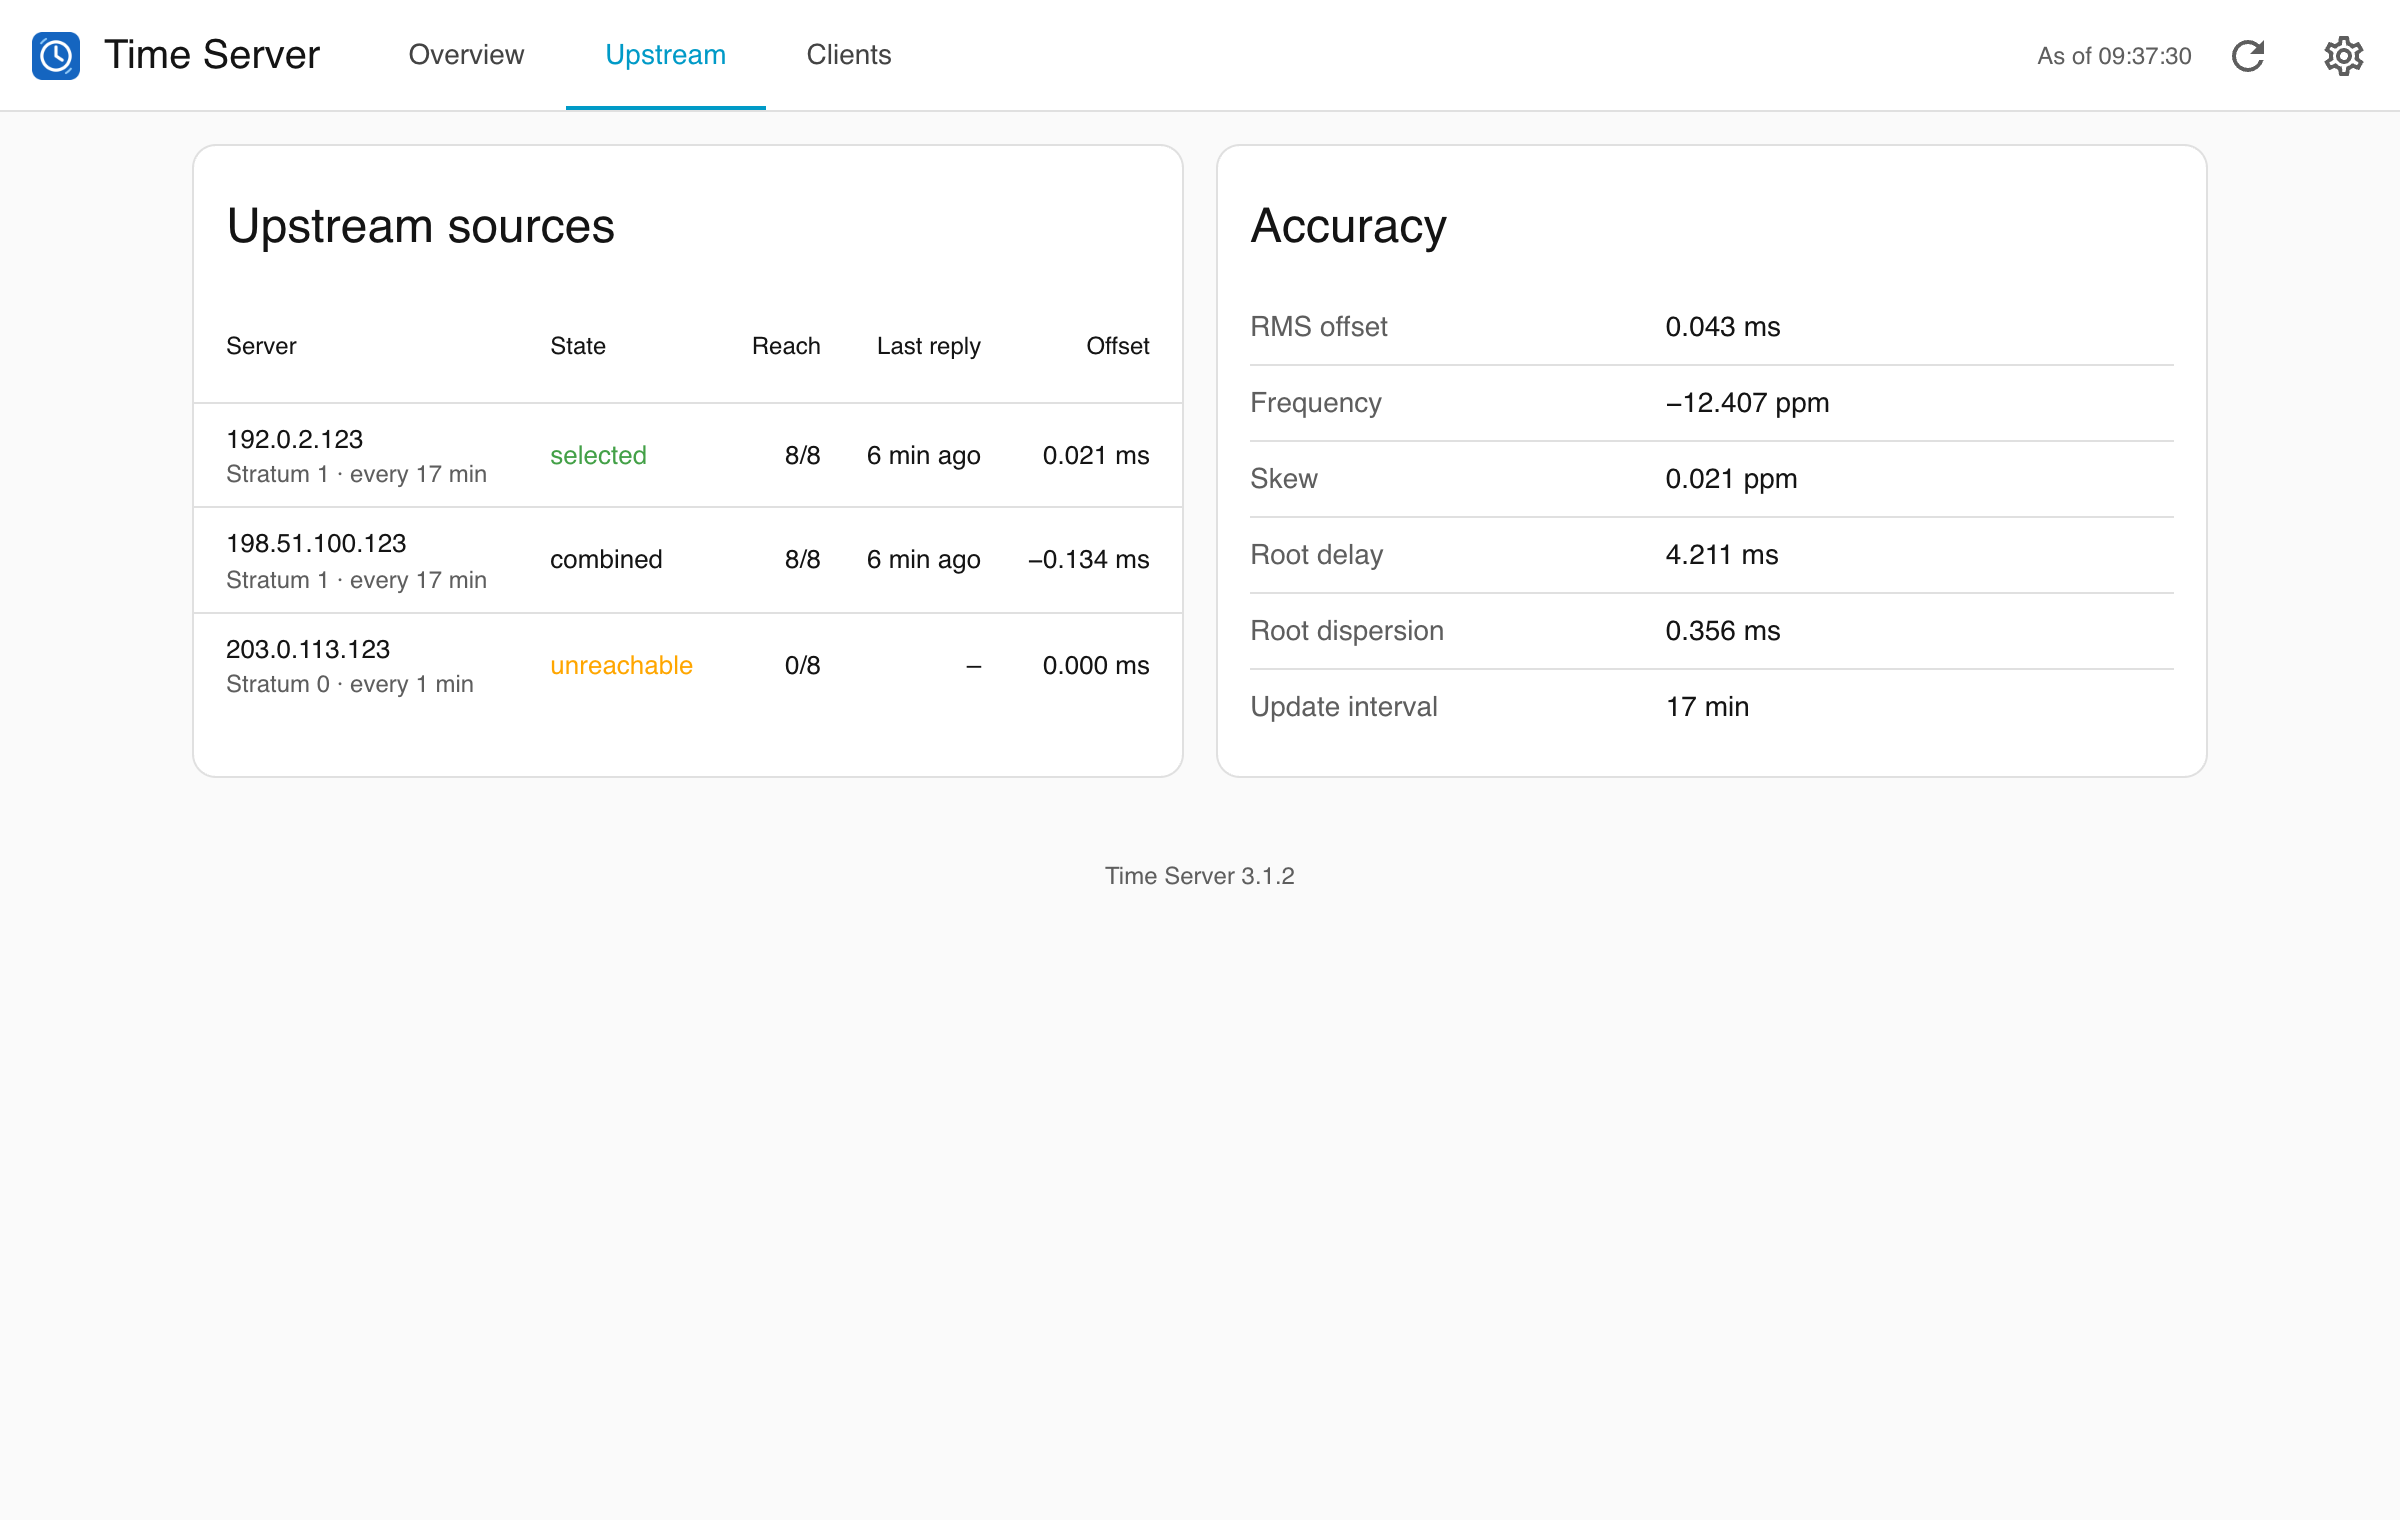 Time Server
Overview
Upstream
Clients
As of 09:37:30
Upstream sources
Server State Reach Last reply Offset
192.0.2.123
Stratum 1 · every 17 min
selected 8/8 6 min ago 0.021 ms
198.51.100.123
Stratum 1 · every 17 min
combined 8/8 6 min ago −0.134 ms
203.0.113.123
Stratum 0 · every 1 min
unreachable 0/8 – 0.000 ms
Accuracy
RMS offset 0.043 ms
Frequency −12.407 ppm
Skew 0.021 ppm
Root delay 4.211 ms
Root dispersion 0.356 ms
Update interval 17 min
Time Server 3.1.2